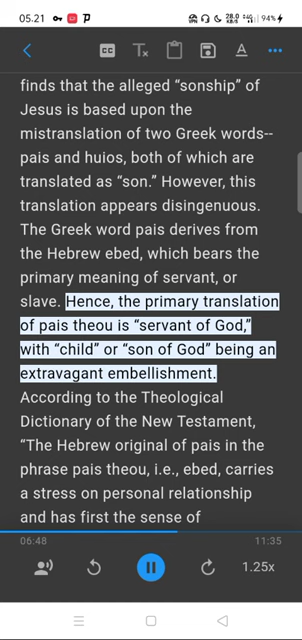 05.21
28.0
KB/s
4G
94%
CC
finds that the alleged “sonship” of
Jesus is based upon the
mistranslation of two Greek words--
pais and huios, both of which are
translated as “son.” However, this
translation appears disingenuous.
The Greek word pais derives from
the Hebrew ebed, which bears the
primary meaning of servant, or
slave. Hence, the primary translation
of pais theou is “servant of God,”
with “child” or “son of God” being an
extravagant embellishment.
According to the Theological
Dictionary of the New Testament,
“The Hebrew original of pais in the
phrase pais theou, i.e., ebed, carries
a stress on personal relationship
and has first the sense of
06:48
11:35
1.25x